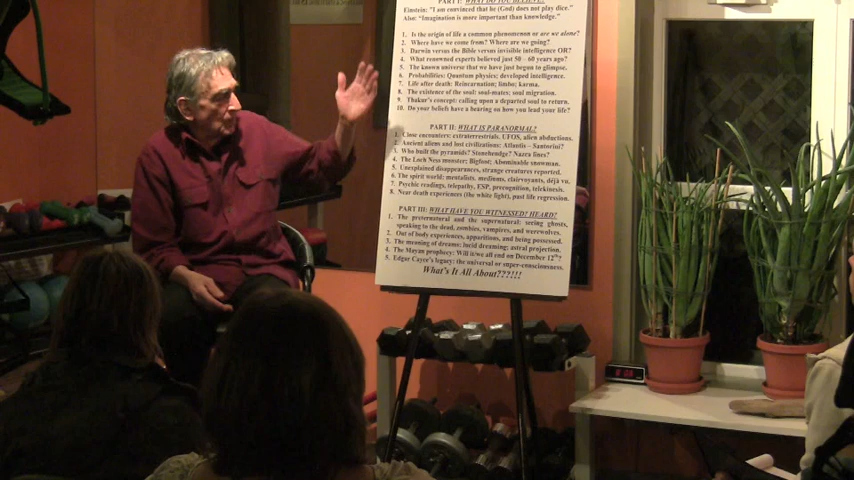 PART I: WHAT DO YOU BELIEVE?
Einstein: "I am convinced that he (God) does not play dice."
Also: "Imagination is more important than knowledge."
1. Is the origin of life a common phenomenon or are we alone?
2. Where have we come from? Where are we going?
3. Darwin versus the Bible versus invisible intelligence OR?
4. What renowned experts believed just 50 – 60 years ago?
5. The known universe that we have just begun to glimpse.
6. Probabilities: Quantum physics; developed intelligence.
7. Life after death: Reincarnation; limbo; karma.
8. The existence of the soul: soul-mates; soul migration.
9. Thakar's concept: calling upon a departed soul to return.
10. Do your beliefs have a bearing on how you lead your life?
PART II: WHAT IS PARANORMAL?
1. Close encounters: extraterrestrials, UFOS, alien abductions.
2. Ancient aliens and lost civilizations: Atlantis – Santorini?
3. Who built the pyramids? Stonehenge? Nazca lines?
4. The Loch Ness monster; Bigfoot; Abominable snowman.
5. Unexplained disappearances, strange creatures reported.
6. The spirit world: mentalists, mediums, clairvoyants, déjà vu.
7. Psychic readings, telepathy, ESP, precognition, telekinesis.
8. Near death experiences (the white light), past life regression.
PART III: WHAT HAVE YOU WITNESSED? HEARD?
1. The preternatural and the supernatural: seeing ghosts,
speaking to the dead, zombies, vampires, and werewolves.
2. Out of body experiences, apparitions, and being possessed.
3. The meaning of dreams: lucid dreaming; astral projection.
4. The Mayan prophecy: Will it/we all end on December 12th?
5. Edgar Cayce's legacy: the universal or super-consciousness.
What's It All About???!!!